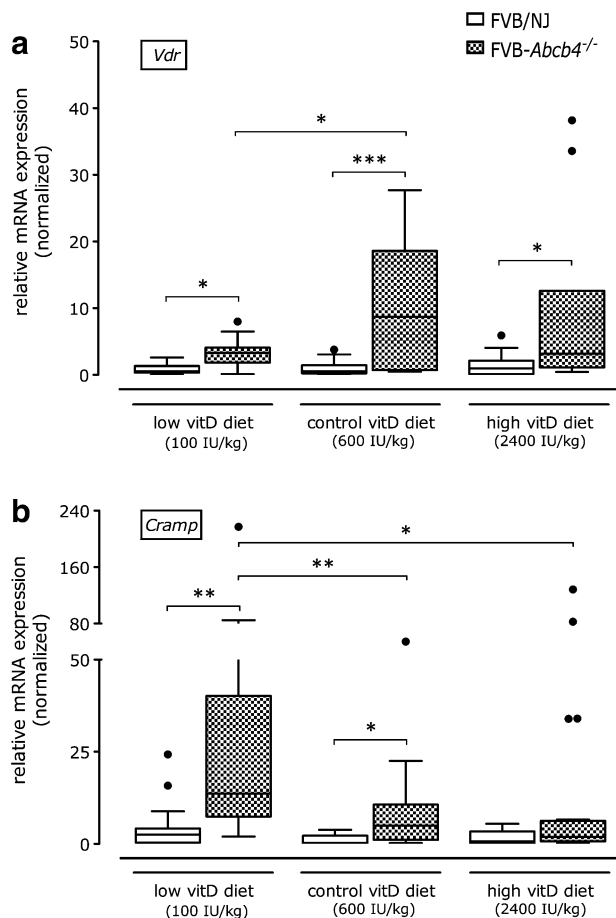 FVB/NJ
FVB-Abcb4-/-
a
Vdr
relative mRNA expression
(normalized)
50
40
30
20
10
0
*
*
***
*
low vitD diet
(100 IU/kg)
control vitD diet
(600 IU/kg)
high vitD diet
(2400 IU/kg)
b
Cramp
relative mRNA expression
(normalized)
240
160
80
50
25
0
*
**
**
*
low vitD diet
(100 IU/kg)
control vitD diet
(600 IU/kg)
high vitD diet
(2400 IU/kg)